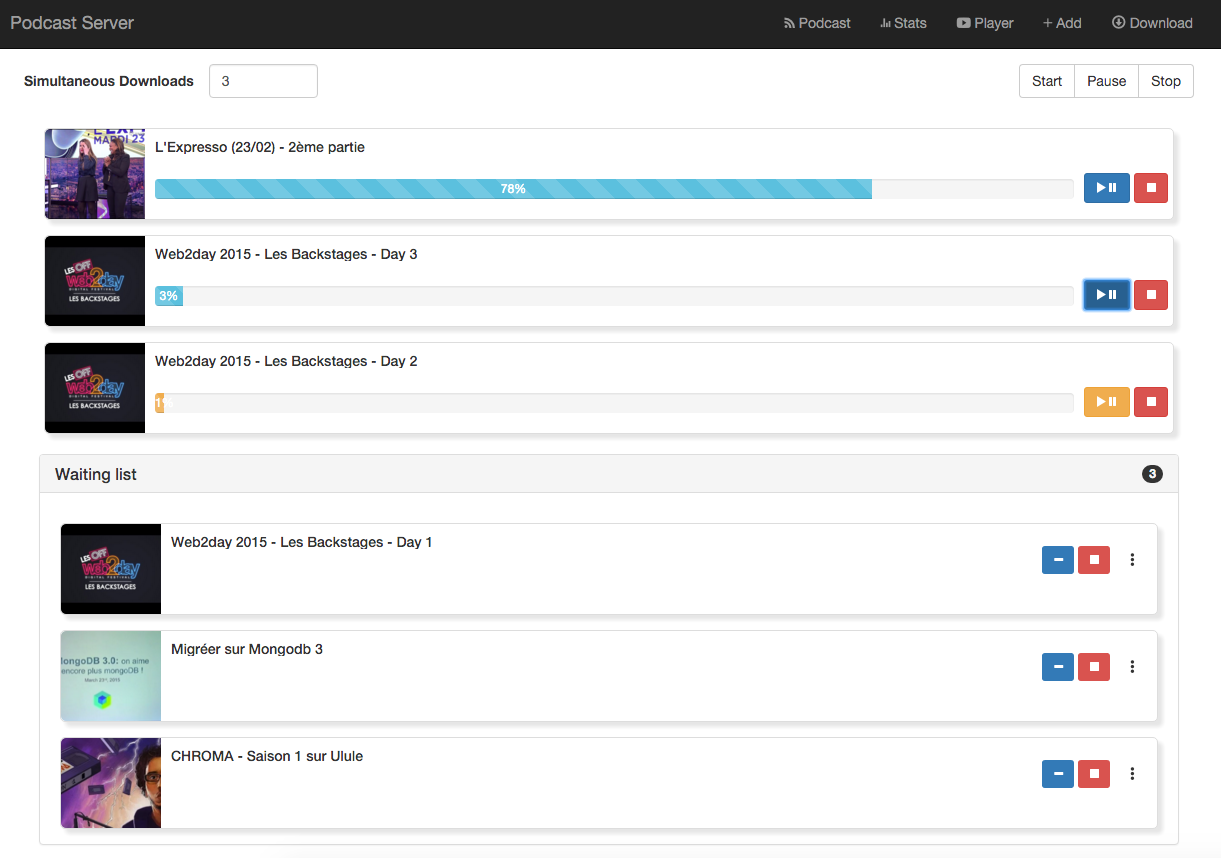 Podcast Server
Podcast
Stats
Player
+ Add
Download
Simultaneous Downloads
3
Start
Pause
Stop
MARDI 23
L'Expresso (23/02) - 2ème partie
78%
LES OFF
web2day
DIGITAL FESTIVAL
LES BACKSTAGES
Web2day 2015 - Les Backstages - Day 3
3%
LES OFF
web2day
DIGITAL FESTIVAL
LES BACKSTAGES
Web2day 2015 - Les Backstages - Day 2
1%
Waiting list
3
LES OFF
web2day
DIGITAL FESTIVAL
LES BACKSTAGES
Web2day 2015 - Les Backstages - Day 1
longoDB 3.0: on aime
encore plus mongoDB !
Migréer sur Mongodb 3
CHROMA - Saison 1 sur Ulule